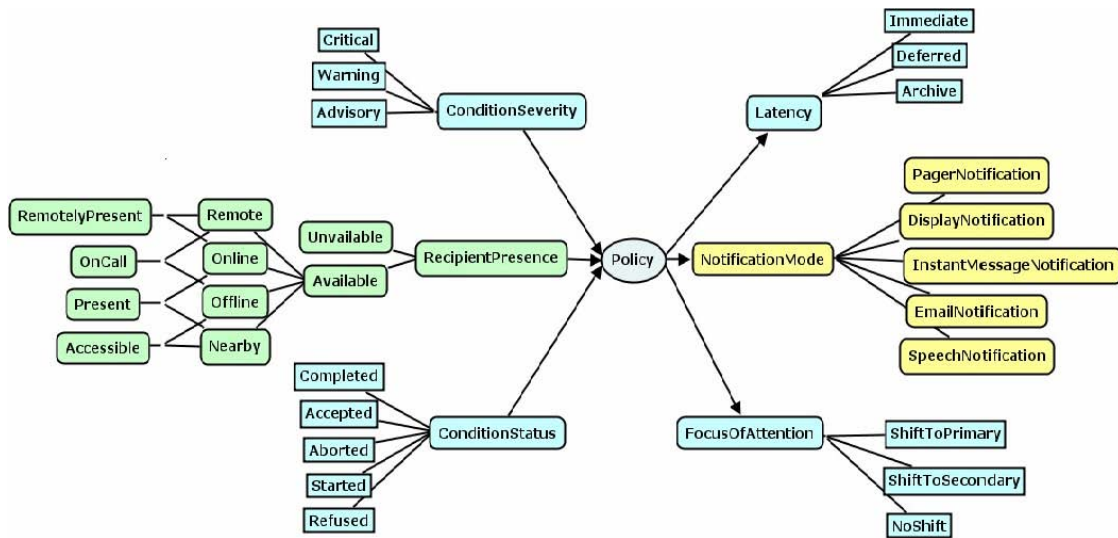 Critical
Warning
Advisory
ConditionSeverity
Immediate
Deferred
Archive
Latency
RemotelyPresent
OnCall
Present
Accessible
Remote
Online
Offline
Nearby
Unvailable
Available
RecipientPresence
Policy
NotificationMode
PagerNotification
DisplayNotification
InstantMessageNotification
EmailNotification
SpeechNotification
Completed
Accepted
Aborted
Started
Refused
ConditionStatus
FocusOfAttention
ShiftToPrimary
ShiftToSecondary
NoShift